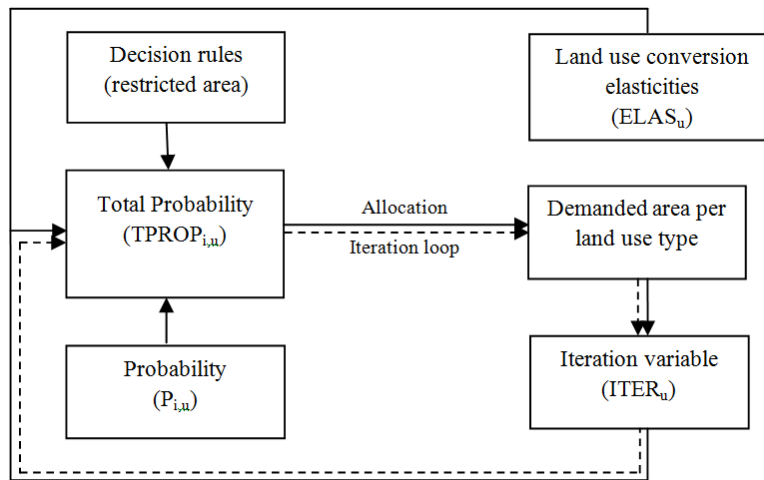 Decision rules
(restricted area)
Land use conversion
elasticities
(ELASu)
Total Probability
(TPROPi,u)
Allocation
Iteration loop
Demanded area per
land use type
Probability
(Pi,u)
Iteration variable
(ITERu)